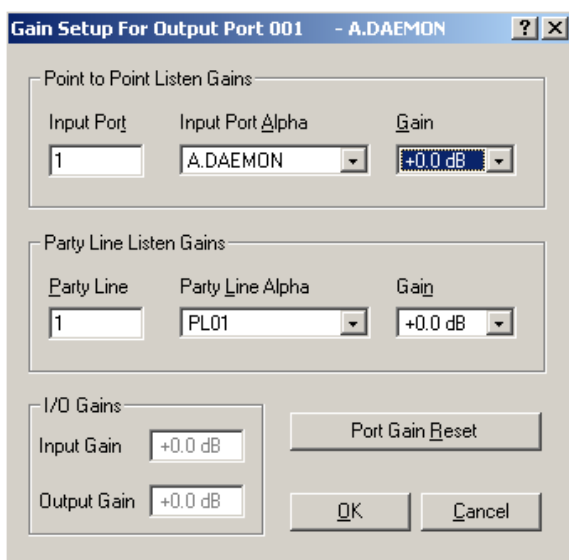 Gain Setup For Output Port 001 - A.DAEMON
Point to Point Listen Gains
Input Port Input Port Alpha Gain
1 A.DAEMON +0.0 dB
Party Line Listen Gains
Party Line Party Line Alpha Gain
1 PL01 +0.0 dB
I/O Gains
Input Gain +0.0 dB
Output Gain +0.0 dB
Port Gain Reset
OK Cancel